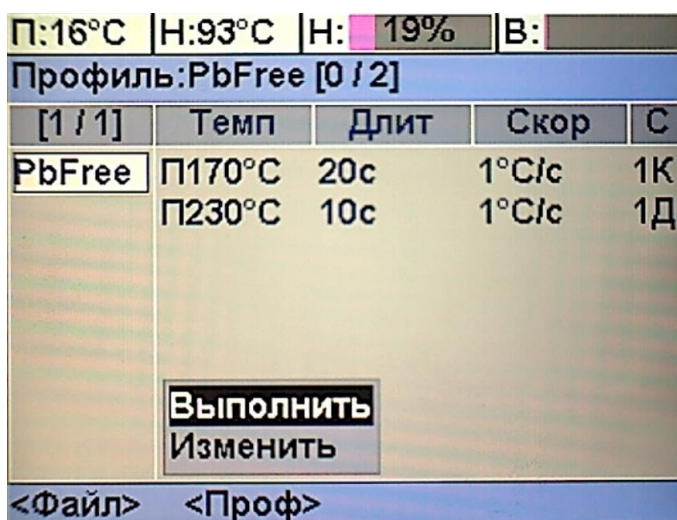 П:16°C Н:93°C Н: 19% В:
Профиль:PbFree [0 / 2]
[1 / 1] Темп Длит Скор С
PbFree П170°C 20с 1°C/с 1К
П230°C 10с 1°C/с 1Д
Выполнить
Изменить
<Файл> <Проф>